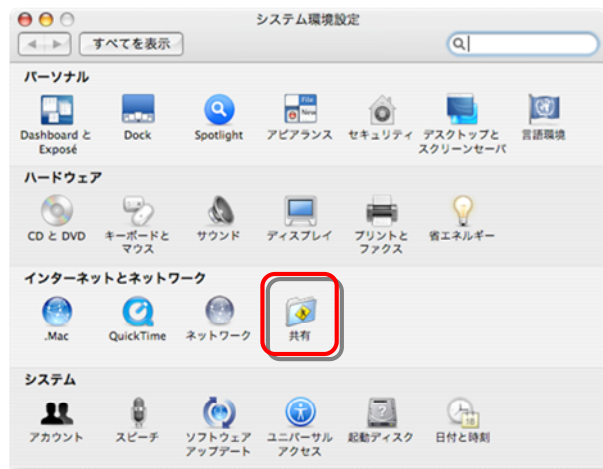 システム環境設定
すべてを表示
パーソナル
Dashboard と
Exposé
Dock
Spotlight
File
New
アピアランス
セキュリティ
デスクトップと
スクリーンセーバ
言語環境
ハードウェア
CD と DVD
キーボードと
マウス
サウンド
ディスプレイ
プリントと
ファクス
省エネルギー
インターネットとネットワーク
.Mac
QuickTime
ネットワーク
共有
システム
アカウント
スピーチ
ソフトウェア
アップデート
ユニバーサル
アクセス
?
起動ディスク
18
日付と時刻